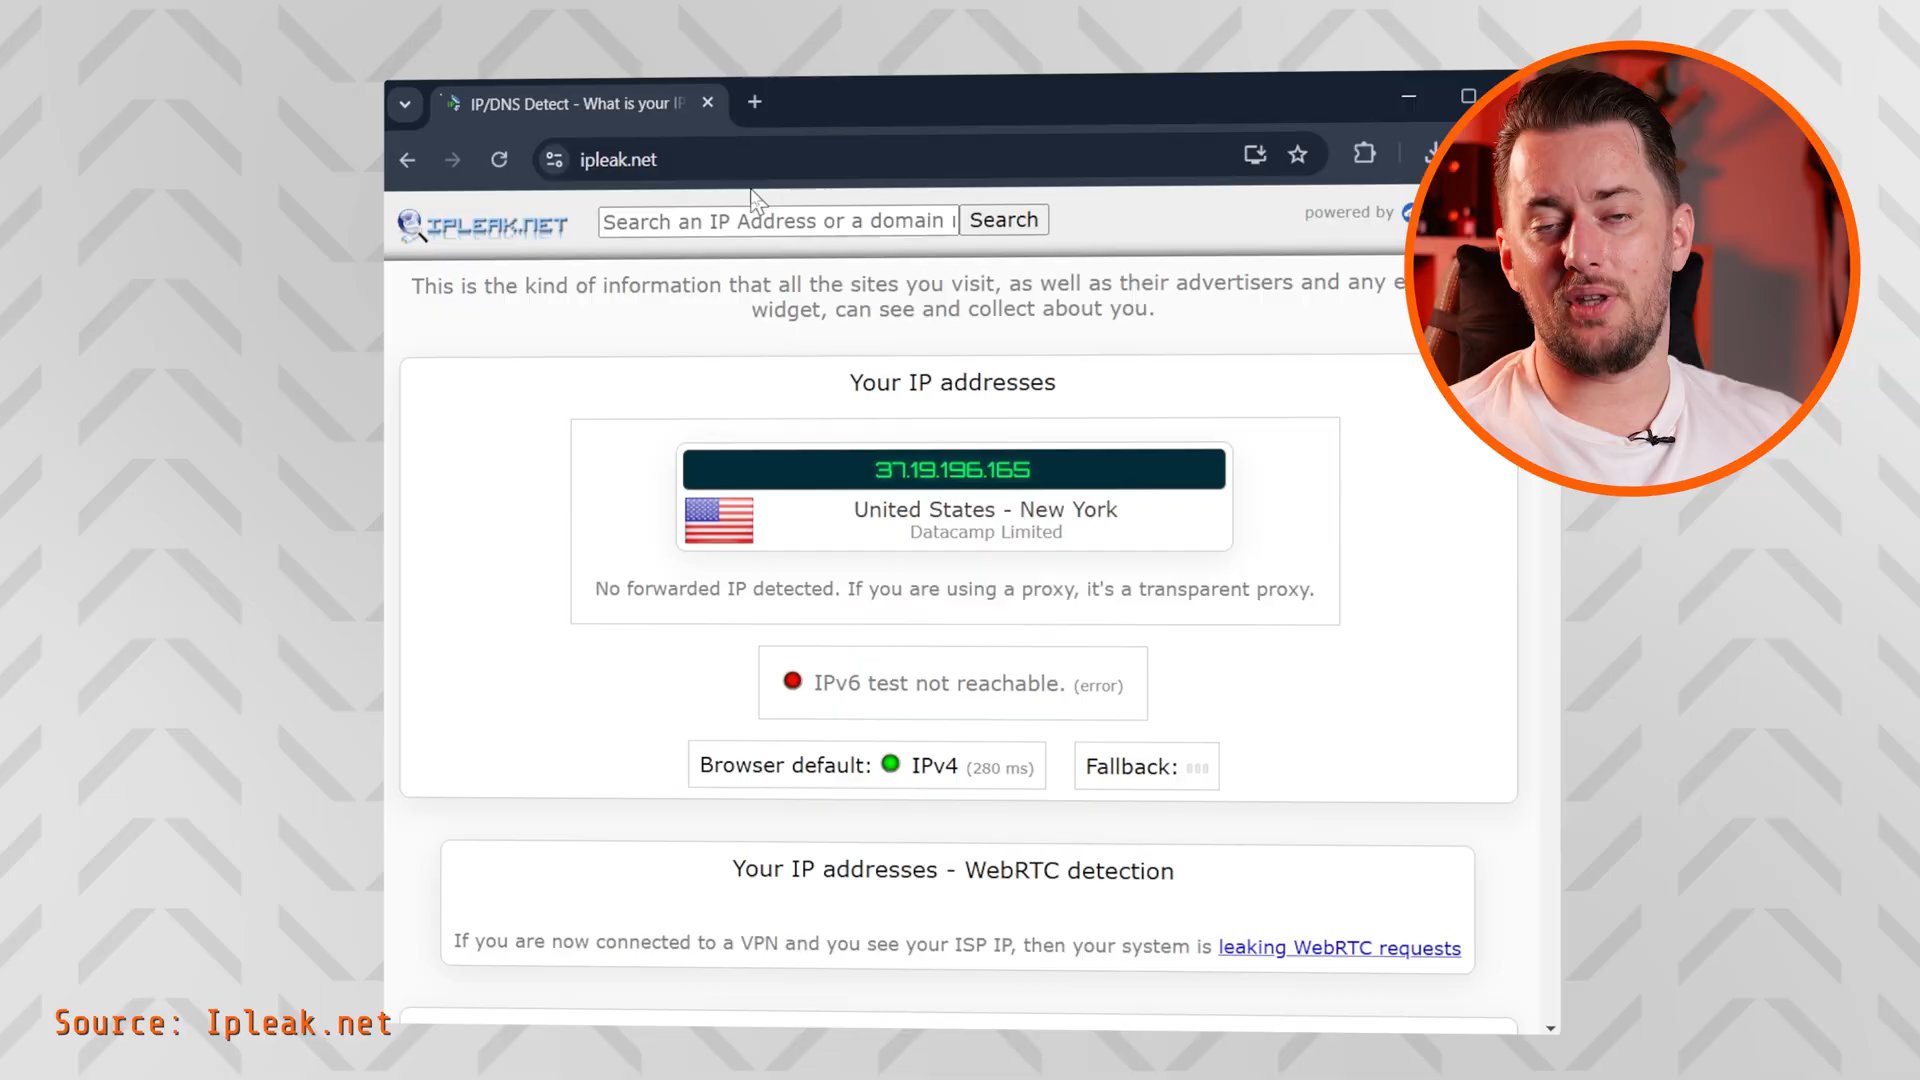 IP/DNS Detect - What is your IP
ipleak.net
IPLEAK.NET
Search an IP Address or a domain
Search
powered by
This is the kind of information that all the sites you visit, as well as their advertisers and any
widget, can see and collect about you.
Your IP addresses
37.19.196.165
United States - New York
Datacamp Limited
No forwarded IP detected. If you are using a proxy, it's a transparent proxy.
IPv6 test not reachable. (error)
Browser default: IPv4 (280 ms)
Fallback:
Your IP addresses - WebRTC detection
If you are now connected to a VPN and you see your ISP IP, then your system is leaking WebRTC requests
Source: Ipleak.net